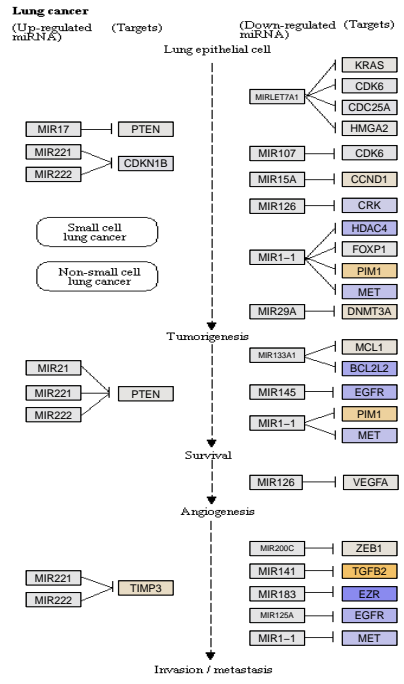 Lung cancer
(Up-regulated (Targets)
miRNA)
(Down-regulated (Targets)
miRNA)
Lung epithelial cell
KRAS
CDK6
MIRLET7A1
CDC25A
HMGA2
MIR17 PTEN
MIR221
CDKN1B
MIR222
MIR107 CDK6
MIR15A CCND1
MIR126 CRK
Small cell
lung cancer
Non-small cell
lung cancer
HDAC4
FOXP1
MIR1-1
PIM1
MET
MIR29A DNMT3A
Tumorigenesis
MIR21
MIR221 PTEN
MIR222
MCL1
MIR133A1
BCL2L2
MIR145 EGFR
PIM1
MIR1-1
MET
Survival
MIR126 VEGFA
Angiogenesis
MIR221
TIMP3
MIR222
MIR200C ZEB1
MIR141 TGFB2
MIR183 EZR
MIR125A EGFR
MIR1-1 MET
Invasion / metastasis